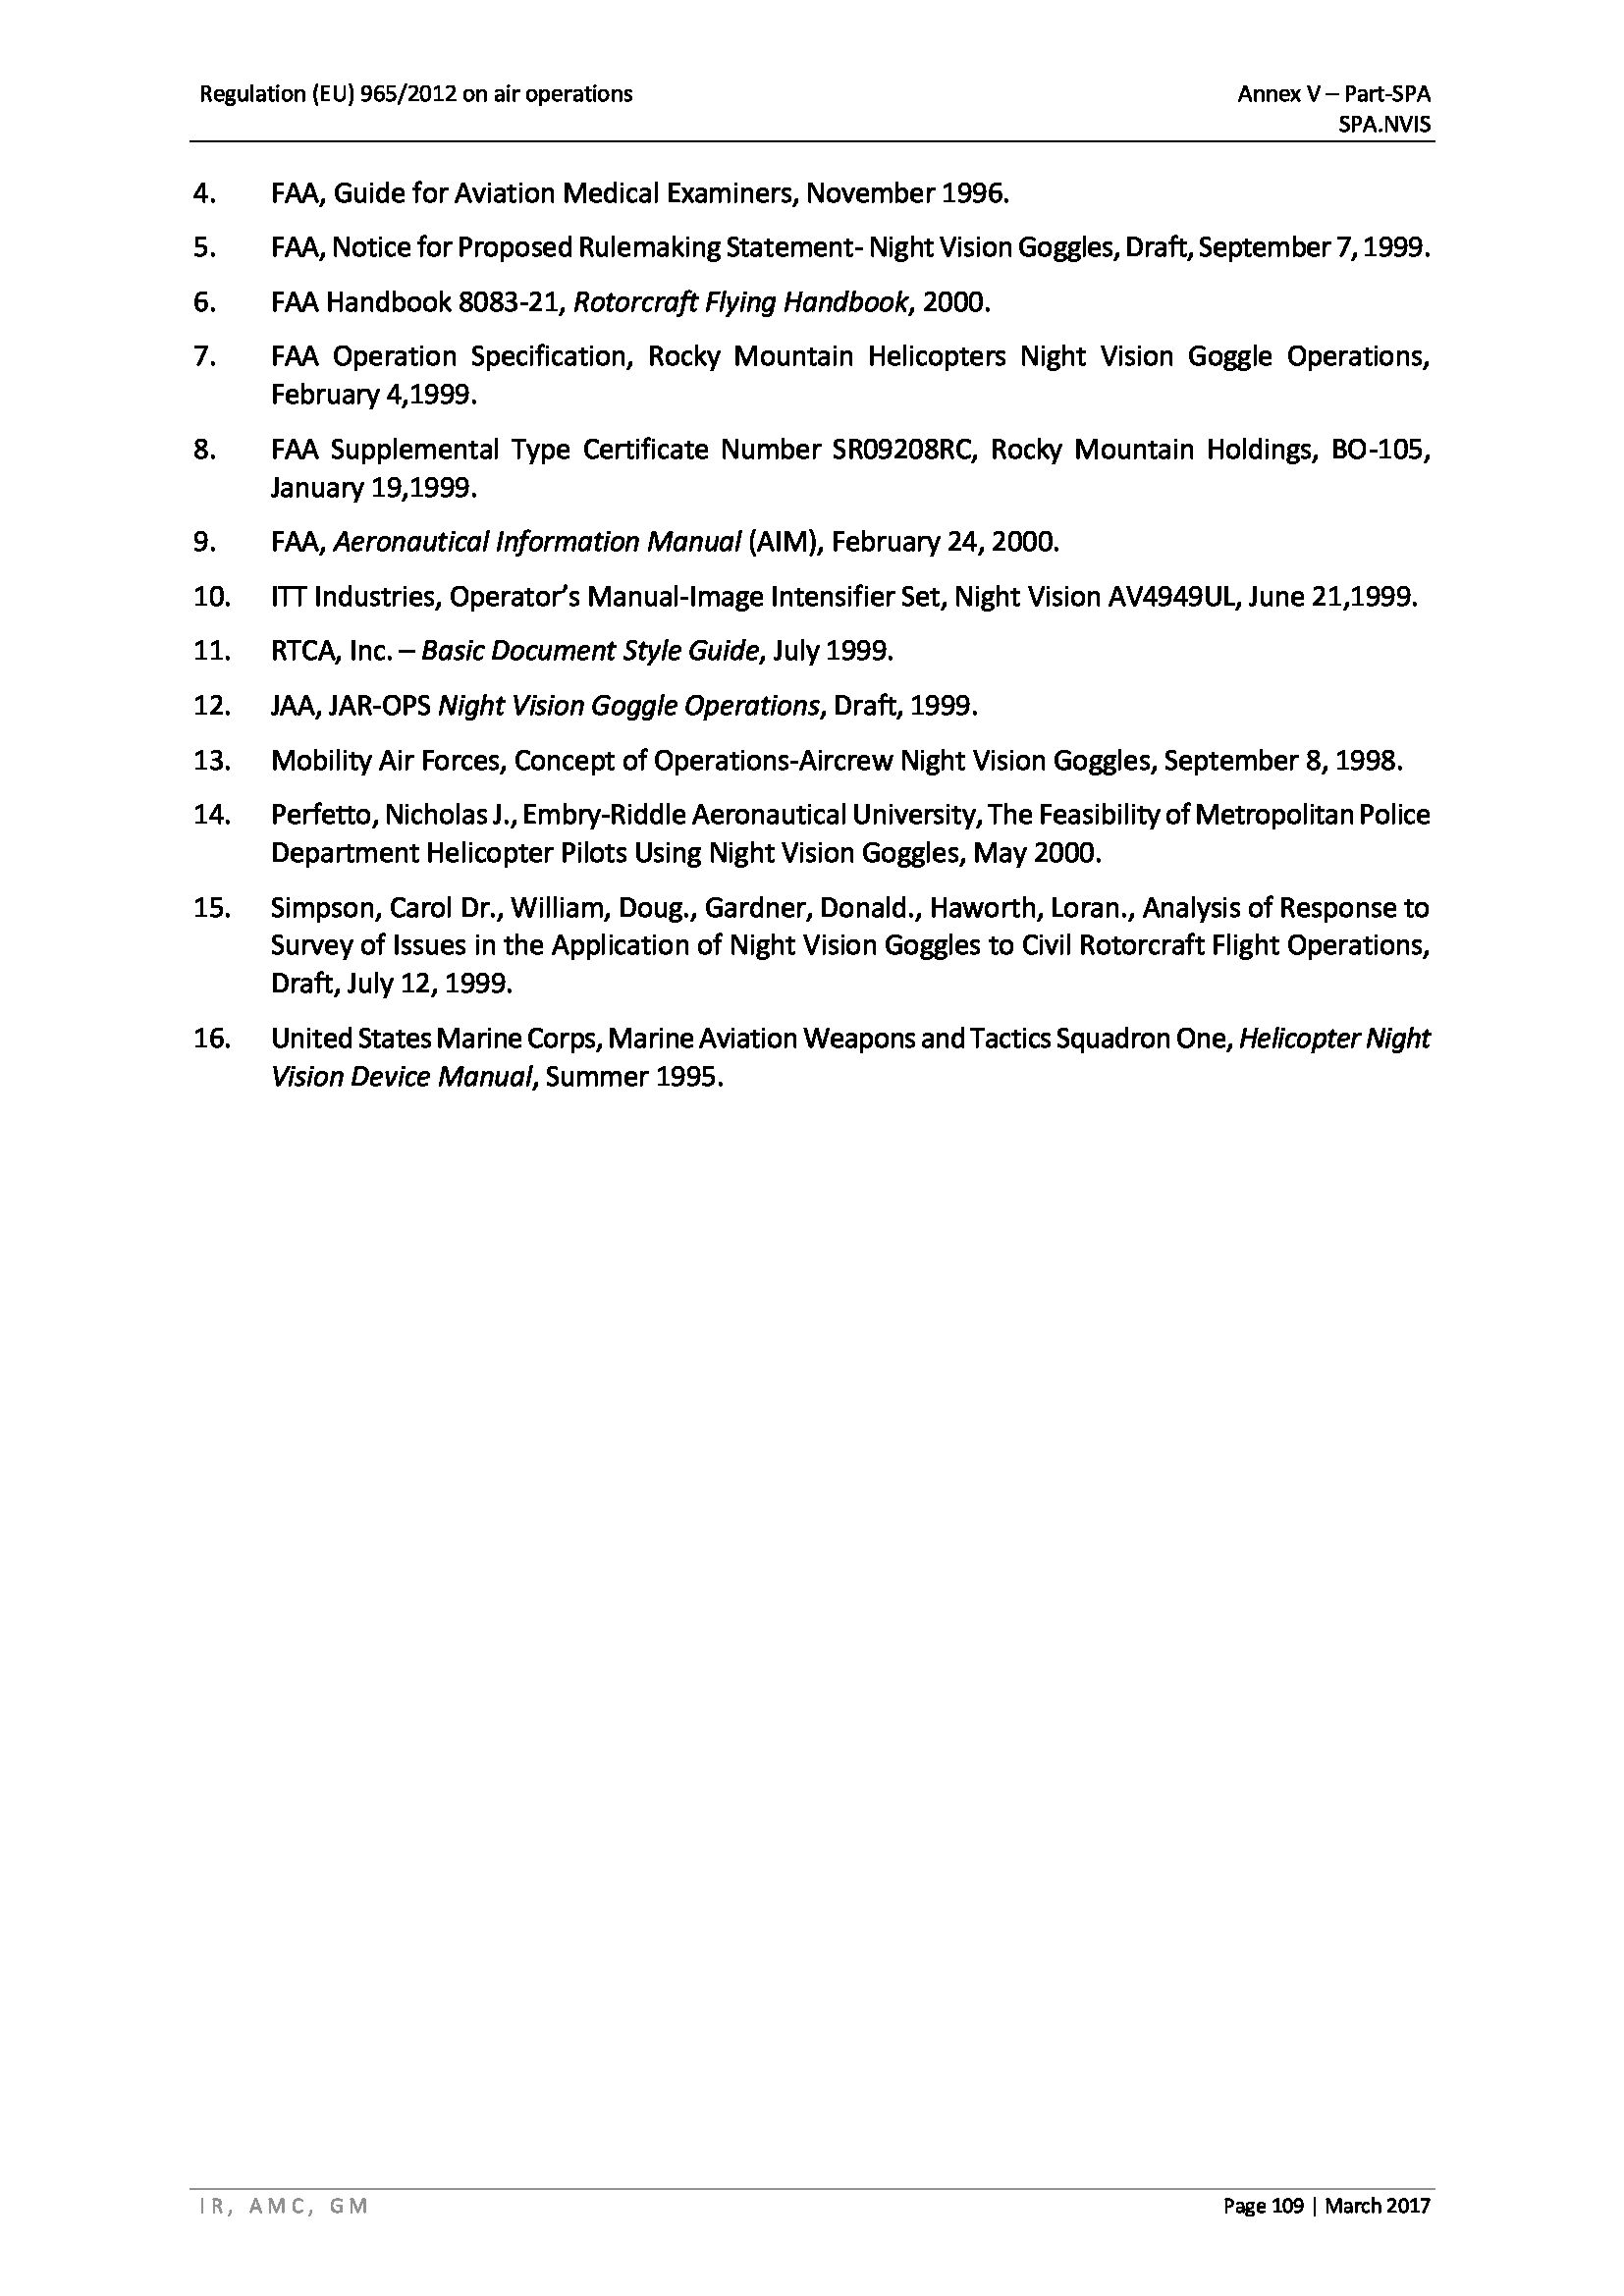 Regulation (EU) 965/2012 on air operations
Annex V – Part-SPA
SPA.NVIS
4. FAA, Guide for Aviation Medical Examiners, November 1996.
5. FAA, Notice for Proposed Rulemaking Statement- Night Vision Goggles, Draft, September 7, 1999.
6. FAA Handbook 8083-21, Rotorcraft Flying Handbook, 2000.
7. FAA Operation Specification, Rocky Mountain Helicopters Night Vision Goggle Operations,
February 4,1999.
8. FAA Supplemental Type Certificate Number SR09208RC, Rocky Mountain Holdings, BO-105,
January 19,1999.
9. FAA, Aeronautical Information Manual (AIM), February 24, 2000.
10. ITT Industries, Operator’s Manual-Image Intensifier Set, Night Vision AV4949UL, June 21,1999.
11. RTCA, Inc. – Basic Document Style Guide, July 1999.
12. JAA, JAR-OPS Night Vision Goggle Operations, Draft, 1999.
13. Mobility Air Forces, Concept of Operations-Aircrew Night Vision Goggles, September 8, 1998.
14. Perfetto, Nicholas J., Embry-Riddle Aeronautical University, The Feasibility of Metropolitan Police
Department Helicopter Pilots Using Night Vision Goggles, May 2000.
15. Simpson, Carol Dr., William, Doug., Gardner, Donald., Haworth, Loran., Analysis of Response to
Survey of Issues in the Application of Night Vision Goggles to Civil Rotorcraft Flight Operations,
Draft, July 12, 1999.
16. United States Marine Corps, Marine Aviation Weapons and Tactics Squadron One, Helicopter Night
Vision Device Manual, Summer 1995.
IR, AMC, GM
Page 109 | March 2017